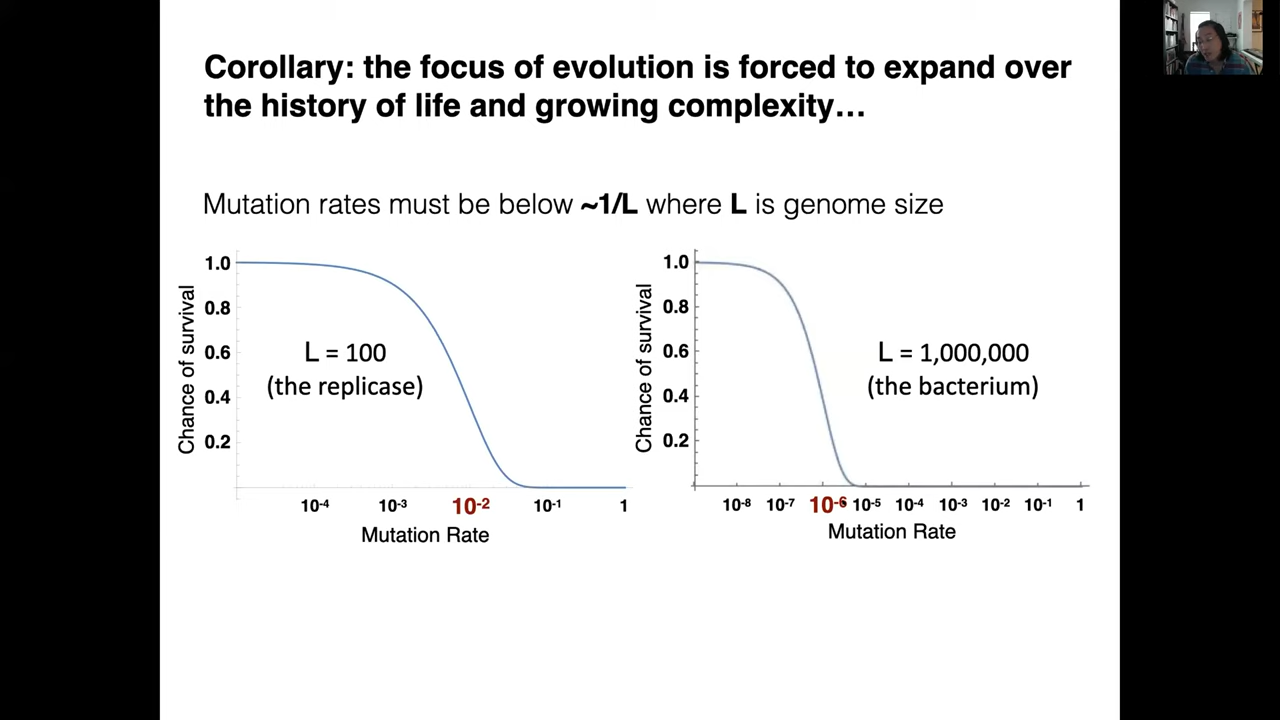 Corollary: the focus of evolution is forced to expand over
the history of life and growing complexity…
Mutation rates must be below ~1/L where L is genome size
Chance of survival
1.0
0.8
0.6
0.4
0.2
L = 100
(the replicase)
10⁻⁴ 10⁻³ 10⁻² 10⁻¹ 1
Mutation Rate
Chance of survival
1.0
0.8
0.6
0.4
0.2
L = 1,000,000
(the bacterium)
10⁻⁸ 10⁻⁷ 10⁻⁶ 10⁻⁵ 10⁻⁴ 10⁻³ 10⁻² 10⁻¹ 1
Mutation Rate